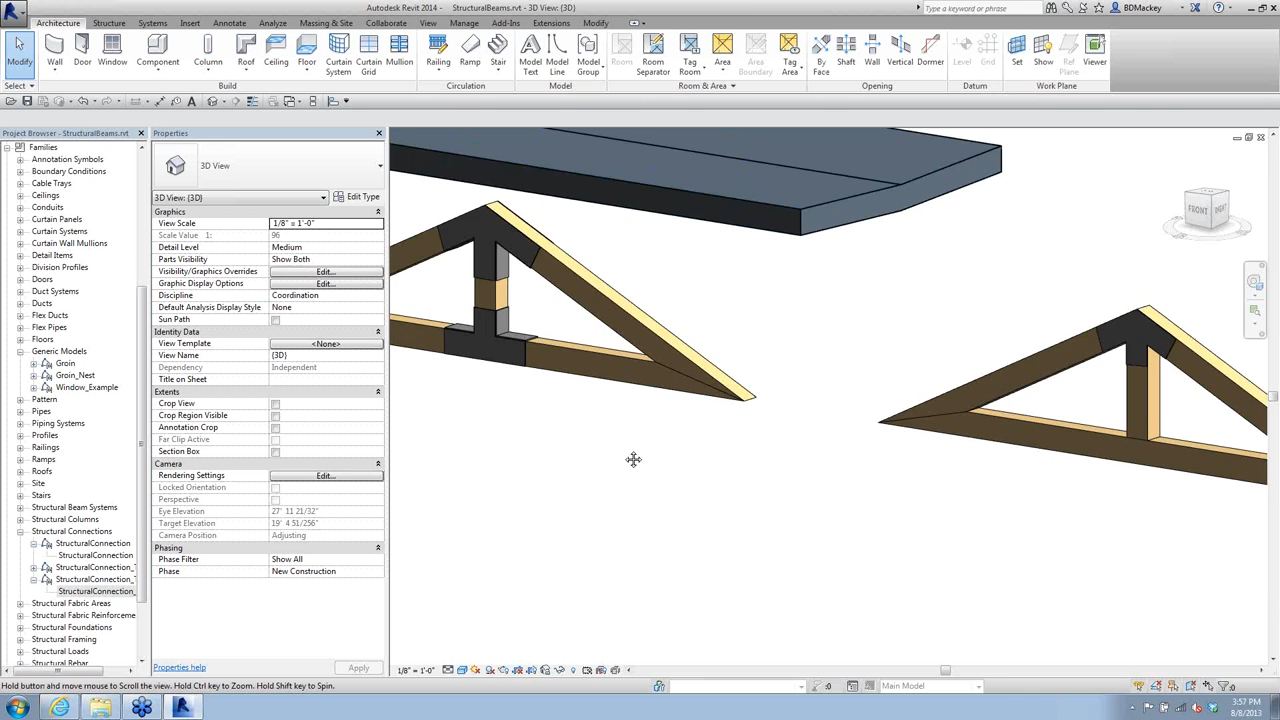 Autodesk Revit 2014 - StructuralBeams.rvt - 3D View: {3D}
Type a keyword or phrase
BDMackey
Architecture Structure Systems Insert Annotate Analyze Massing & Site Collaborate View Manage Add-Ins Extensions Modify
Modify Wall Door Window Component Column Roof Ceiling Floor Curtain System Curtain Grid Mullion Railing Ramp Stair Model Text Model Line Model Group Room Room Separator Tag Room Area Area Boundary Tag Area By Face Shaft Wall Vertical Dormer Level Grid Set Show Ref Plane Viewer
Select Build Circulation Model Room & Area Opening Datum Work Plane
Project Browser - StructuralBeams.rvt
Families
Annotation Symbols
Boundary Conditions
Cable Trays
Ceilings
Conduits
Curtain Panels
Curtain Systems
Curtain Wall Mullions
Detail Items
Division Profiles
Doors
Duct Systems
Ducts
Flex Ducts
Flex Pipes
Floors
Generic Models
Groin
Groin_Nest
Window_Example
Pattern
Pipes
Piping Systems
Profiles
Railings
Ramps
Roofs
Site
Stairs
Structural Beam Systems
Structural Columns
Structural Connections
StructuralConnection
StructuralConnection
StructuralConnection_
StructuralConnection_
StructuralConnection_
Structural Fabric Areas
Structural Fabric Reinforceme
Structural Foundations
Structural Framing
Structural Loads
Structural Rebar
Properties
3D View
3D View: {3D} Edit Type
Graphics
View Scale 1/8" = 1'-0"
Scale Value 1: 96
Detail Level Medium
Parts Visibility Show Both
Visibility/Graphics Overrides Edit...
Graphic Display Options Edit...
Discipline Coordination
Default Analysis Display Style None
Sun Path
Identity Data
View Template <None>
View Name {3D}
Dependency Independent
Title on Sheet
Extents
Crop View
Crop Region Visible
Annotation Crop
Far Clip Active
Section Box
Camera
Rendering Settings Edit...
Locked Orientation
Perspective
Eye Elevation 27' 11 21/32"
Target Elevation 19' 4 51/256"
Camera Position Adjusting
Phasing
Phase Filter Show All
Phase New Construction
Properties help Apply
FRONT RIGHT
1/8" = 1'-0"
Hold button and move mouse to Scroll the view. Hold Ctrl key to Zoom. Hold Shift key to Spin.
:0 Main Model :0
3:57 PM
8/8/2013